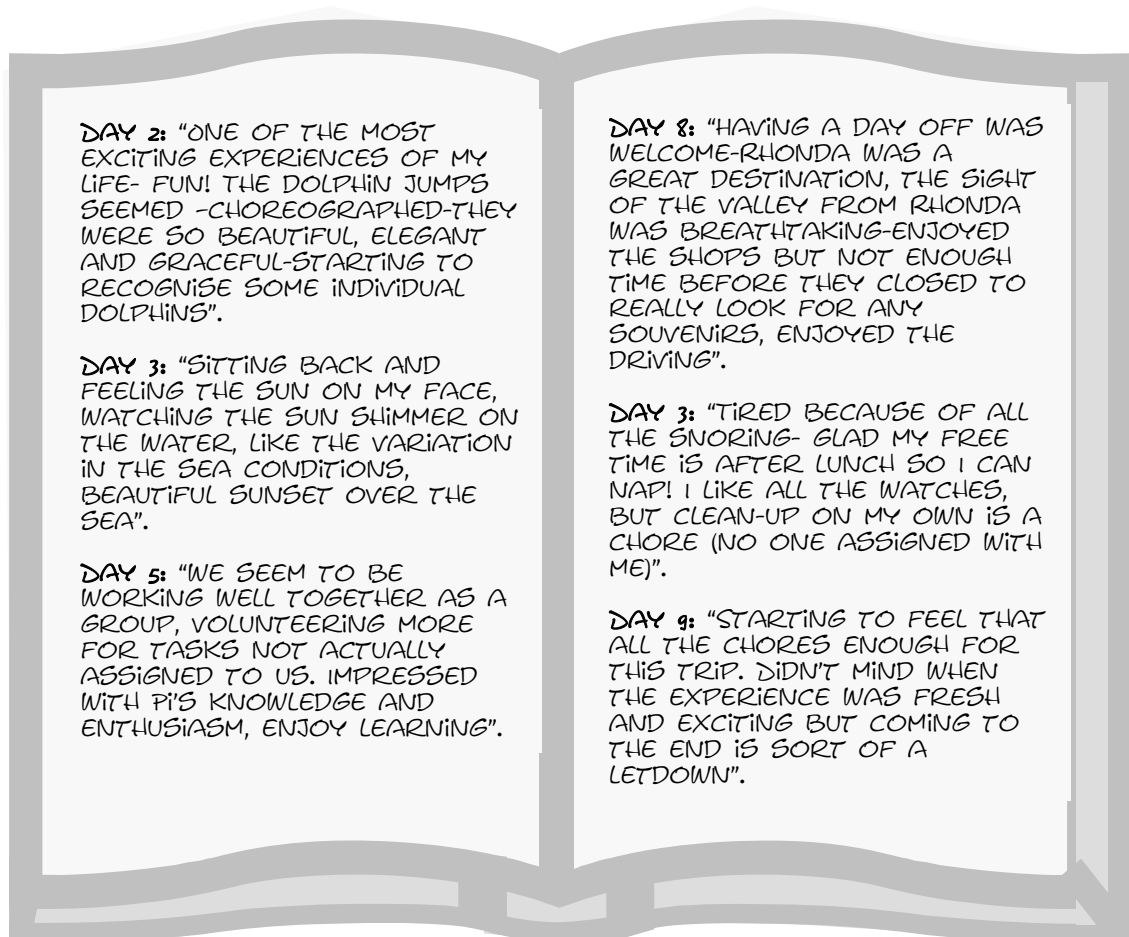 DAY 2: "ONE OF THE MOST
EXCITING EXPERIENCES OF MY
LIFE- FUN! THE DOLPHIN JUMPS
SEEMED -CHOREOGRAPHED-THEY
WERE SO BEAUTIFUL, ELEGANT
AND GRACEFUL-STARTING TO
RECOGNISE SOME INDIVIDUAL
DOLPHINS".
DAY 3: "SITTING BACK AND
FEELING THE SUN ON MY FACE,
WATCHING THE SUN SHIMMER ON
THE WATER, LIKE THE VARIATION
IN THE SEA CONDITIONS,
BEAUTIFUL SUNSET OVER THE
SEA".
DAY 5: "WE SEEM TO BE
WORKING WELL TOGETHER AS A
GROUP, VOLUNTEERING MORE
FOR TASKS NOT ACTUALLY
ASSIGNED TO US. IMPRESSED
WITH PI'S KNOWLEDGE AND
ENTHUSIASM, ENJOY LEARNING".
DAY 8: "HAVING A DAY OFF WAS
WELCOME-RHONDA WAS A
GREAT DESTINATION, THE SIGHT
OF THE VALLEY FROM RHONDA
WAS BREATHTAKING-ENJOYED
THE SHOPS BUT NOT ENOUGH
TIME BEFORE THEY CLOSED TO
REALLY LOOK FOR ANY
SOUVENIRS, ENJOYED THE
DRIVING".
DAY 3: "TIRED BECAUSE OF ALL
THE SNORING- GLAD MY FREE
TIME IS AFTER LUNCH SO I CAN
NAP! I LIKE ALL THE WATCHES,
BUT CLEAN-UP ON MY OWN IS A
CHORE (NO ONE ASSIGNED WITH
ME)".
DAY 9: "STARTING TO FEEL THAT
ALL THE CHORES ENOUGH FOR
THIS TRIP. DIDN'T MIND WHEN
THE EXPERIENCE WAS FRESH
AND EXCITING BUT COMING TO
THE END IS SORT OF A
LETDOWN".